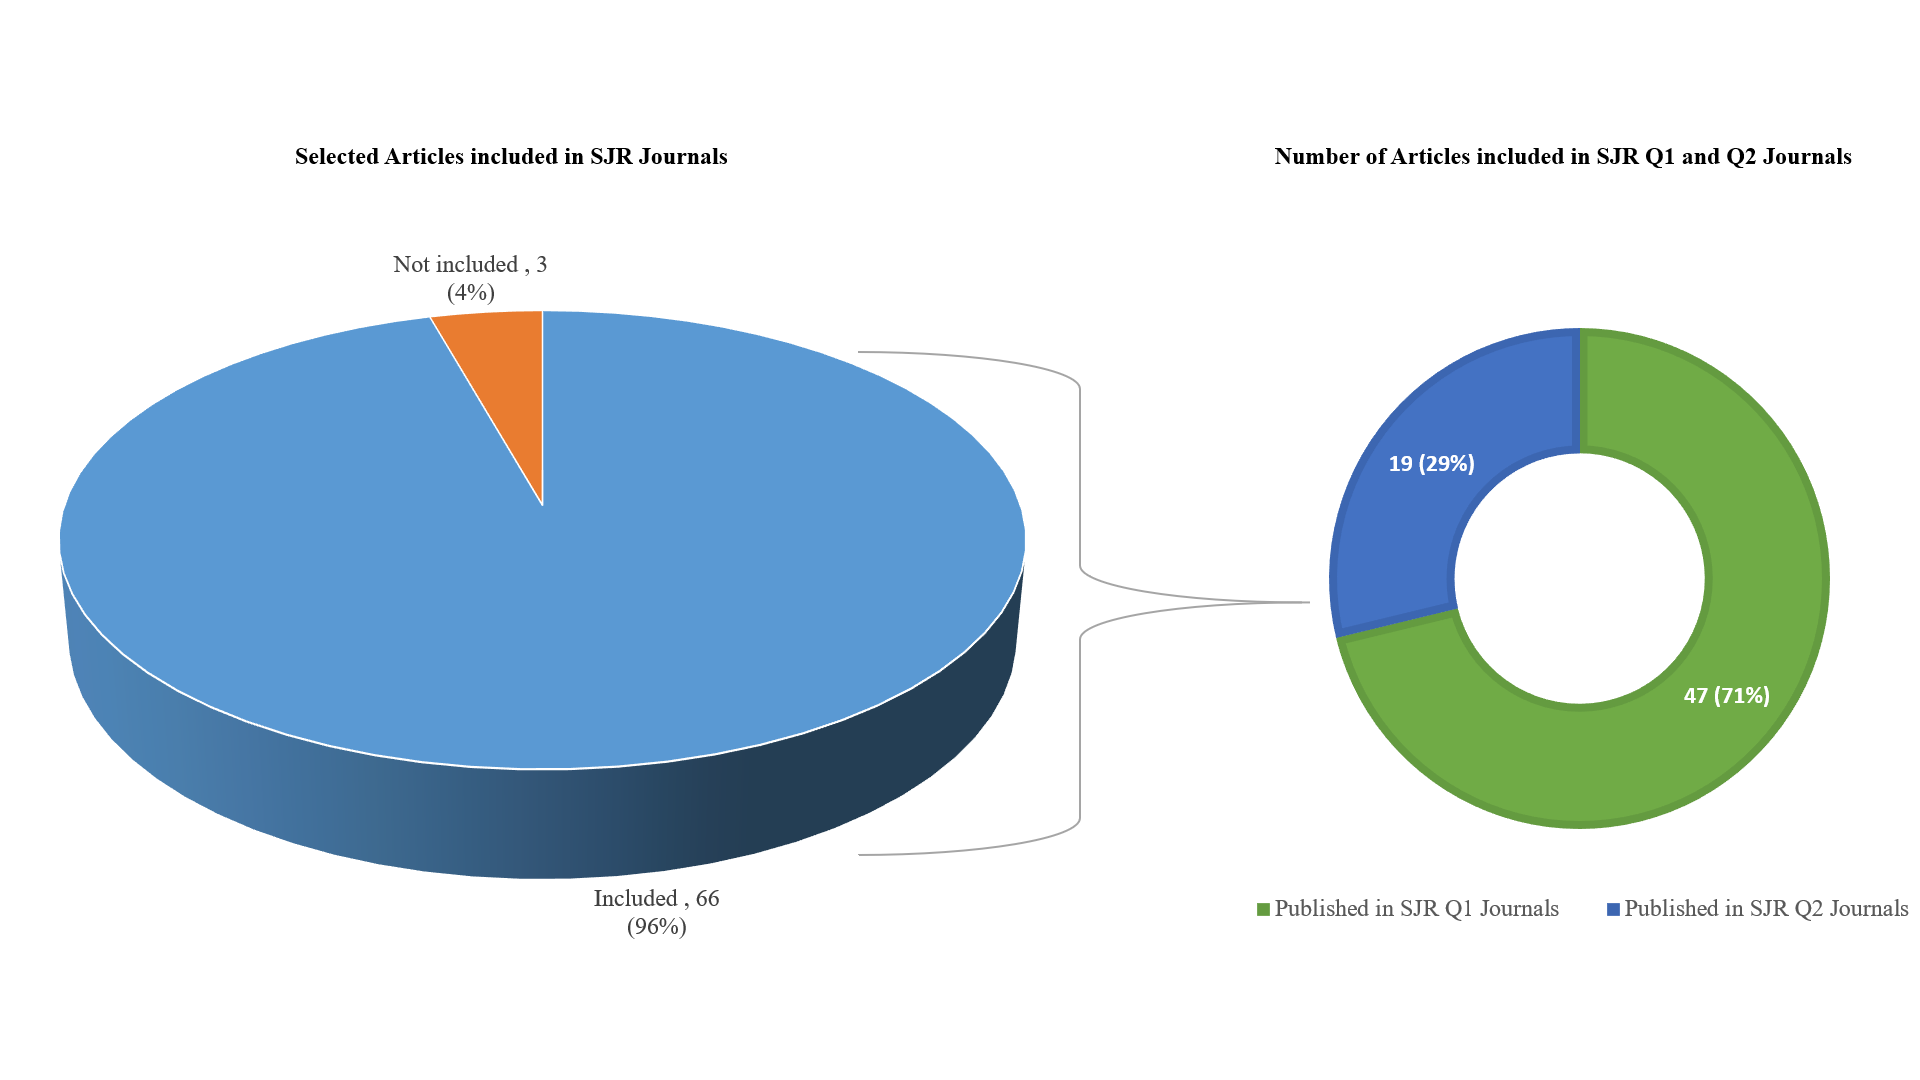 Selected Articles included in SJR Journals
Not included , 3
(4%)
Included , 66
(96%)
Number of Articles included in SJR Q1 and Q2 Journals
19 (29%)
47 (71%)
Published in SJR Q1 Journals
Published in SJR Q2 Journals